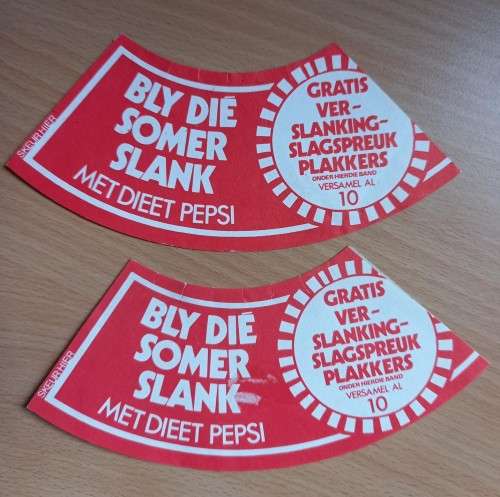 SKEUR HIER
BLY DIÉ
SOMER
SLANK
MET DIEET PEPSI
GRATIS
VER-
SLANKING-
SLAGSPREUK
PLAKKERS
ONDER HIERDIE BAND
VERSAMEL AL
10
SKEUR HIER
BLY DIÉ
SOMER
SLANK
MET DIEET PEPSI
GRATIS
VER-
SLANKING-
SLAGSPREUK
PLAKKERS
ONDER HIERDIE BAND
VERSAMEL AL
10